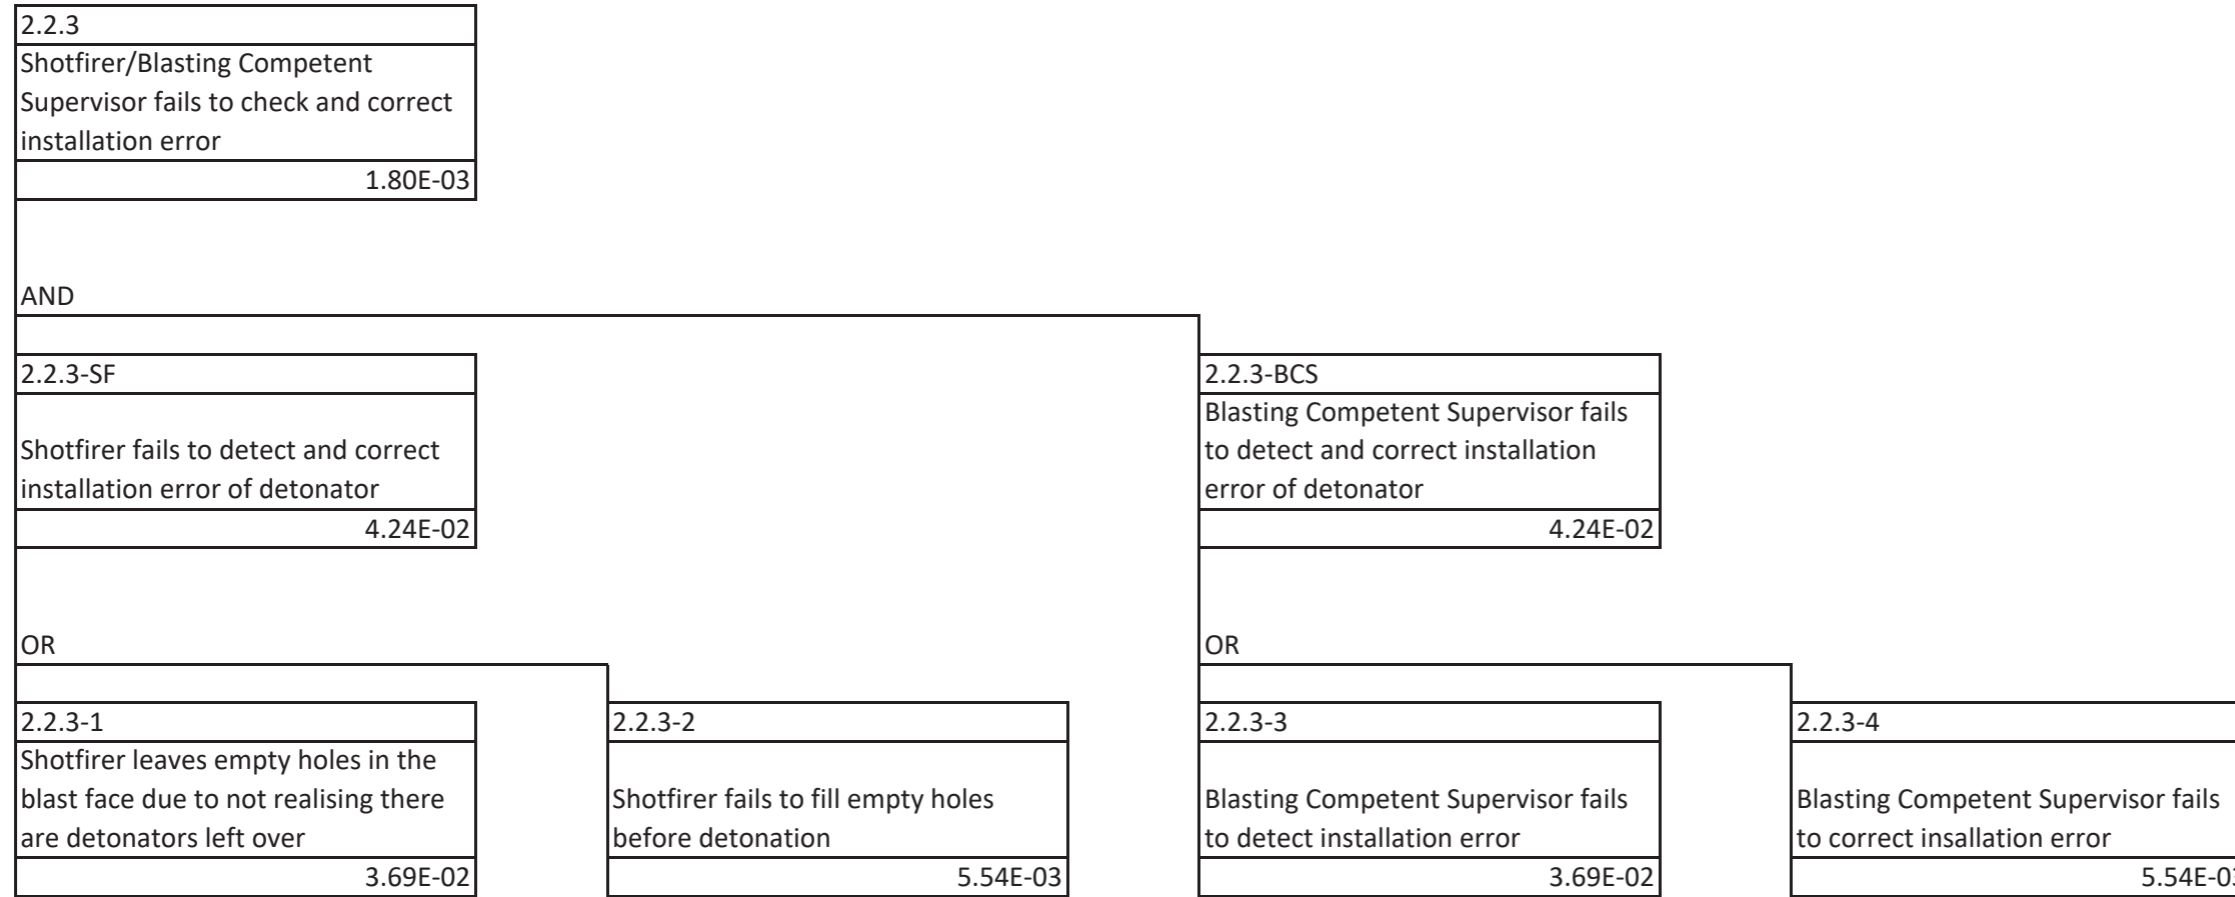 2.2.3
Shotfirer/Blasting Competent
Supervisor fails to check and correct
installation error
1.80E-03
AND
2.2.3-SF
Shotfirer fails to detect and correct
installation error of detonator
4.24E-02
2.2.3-BCS
Blasting Competent Supervisor fails
to detect and correct installation
error of detonator
4.24E-02
OR
OR
2.2.3-1
Shotfirer leaves empty holes in the
blast face due to not realising there
are detonators left over
3.69E-02
2.2.3-2
Shotfirer fails to fill empty holes
before detonation
5.54E-03
2.2.3-3
Blasting Competent Supervisor fails
to detect installation error
3.69E-02
2.2.3-4
Blasting Competent Supervisor fails
to correct insallation error
5.54E-03